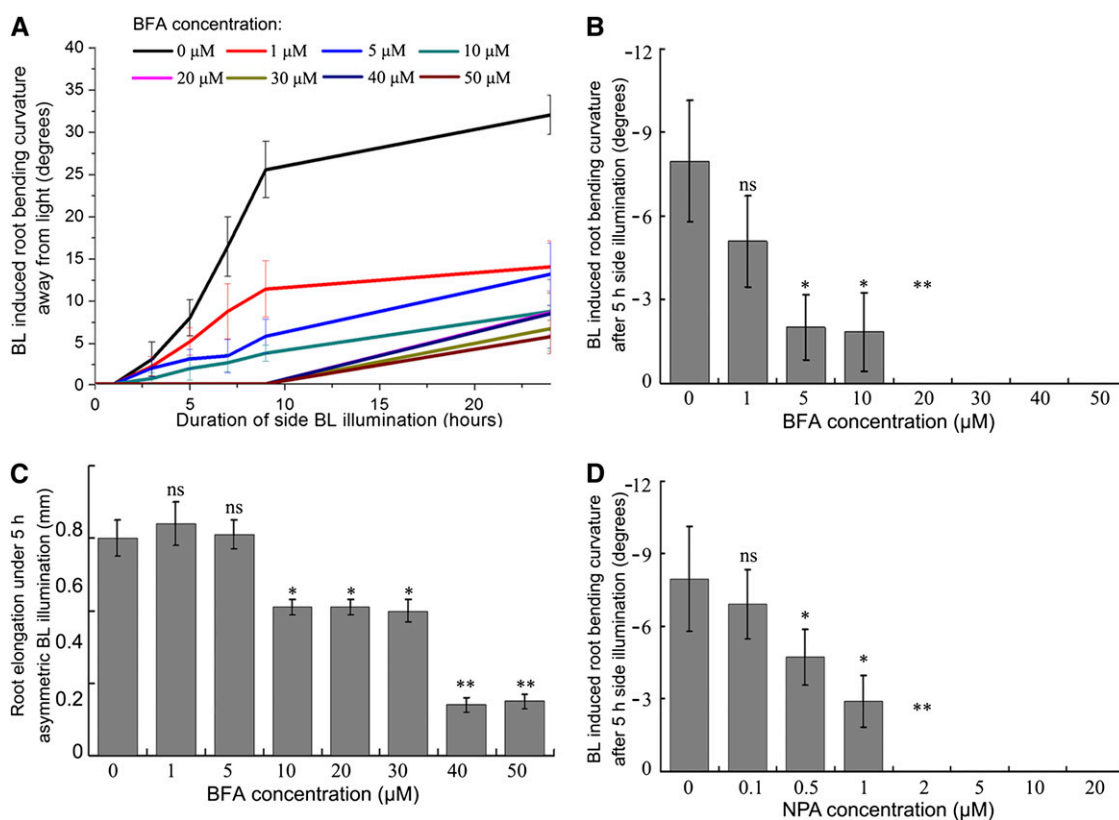 A
BFA concentration:
0 µM 1 µM 5 µM 10 µM
20 µM 30 µM 40 µM 50 µM
BL induced root bending curvature
away from light (degrees)
40
35
30
25
20
15
10
5
0
0 5 10 15 20
Duration of side BL illumination (hours)
B
BL induced root bending curvature
after 5 h side illumination (degrees)
-12
-9
-6
-3
0
ns
* * **
0 1 5 10 20 30 40 50
BFA concentration (µM)
C
Root elongation under 5 h
asymmetric BL illumination (mm)
0.8
0.6
0.4
0.2
0
ns ns
* * *
** **
0 1 5 10 20 30 40 50
BFA concentration (µM)
D
BL induced root bending curvature
after 5 h side illumination (degrees)
-12
-9
-6
-3
0
ns
*
*
**
0 0.1 0.5 1 2 5 10 20
NPA concentration (µM)